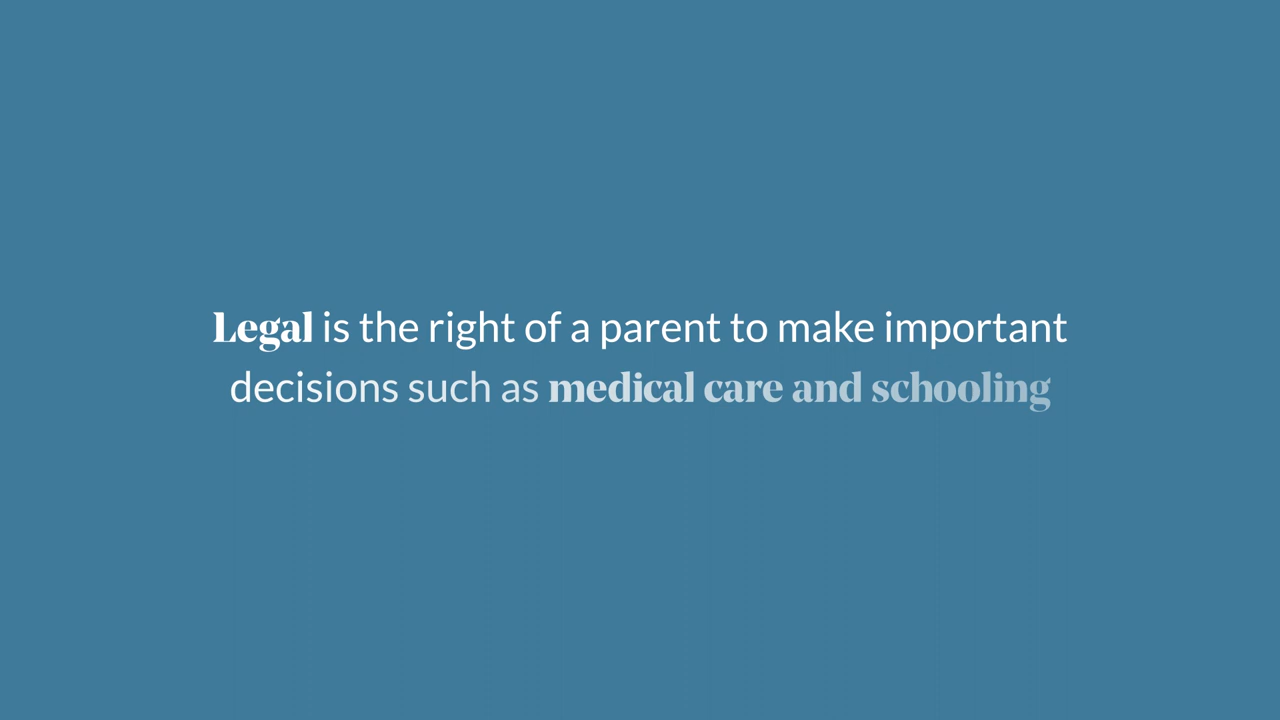 Legal is the right of a parent to make important
decisions such as medical care and schooling